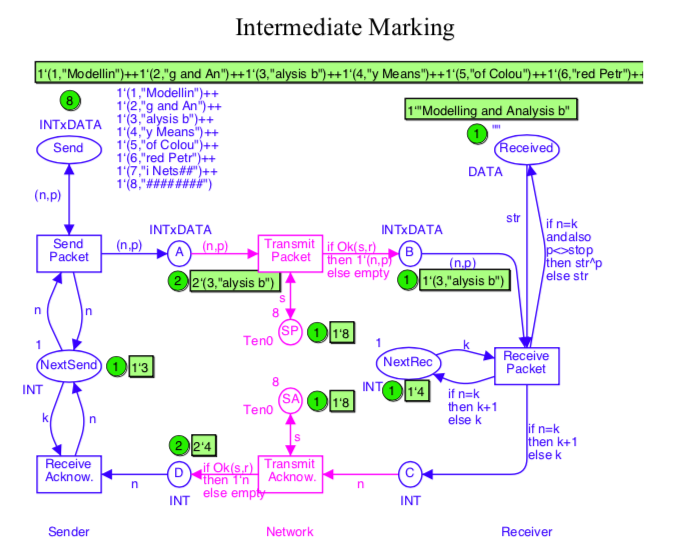 Intermediate Marking
1`(1,"Modellin")++1`(2,"g and An")++1`(3,"alysis b")++1`(4,"y Means")++1`(5,"of Colou")++1`(6,"red Petr")++
8
1`(1,"Modellin")++
1`(2,"g and An")++
1`(3,"alysis b")++
1`(4,"y Means")++
1`(5,"of Colou")++
1`(6,"red Petr")++
1`(7,"i Nets##")++
1`(8,"########")
1`"Modelling and Analysis b"
INTxDATA
1
""
Send
Received
DATA
(n,p)
str
if n=k
andalso
p<>stop
then str^p
else str
INTxDATA
INTxDATA
Send
Packet
(n,p)
A
(n,p)
Transmit
Packet
if Ok(s,r)
then 1'(n,p)
else empty
B
(n,p)
2
2`(3,"alysis b")
1
1`(3,"alysis b")
s
8
SP
1
1`8
Ten0
n
n
1
NextSend
1
1`3
INT
1
NextRec
k
Receive
Packet
INT
1
1`4
if n=k
then k+1
else k
8
SA
1
1`8
Ten0
k
n
s
if n=k
then k+1
else k
2
2`4
Receive
Acknow.
n
D
if Ok(s,r)
then 1'n
else empty
Transmit
Acknow.
n
C
INT
INT
Sender
Network
Receiver